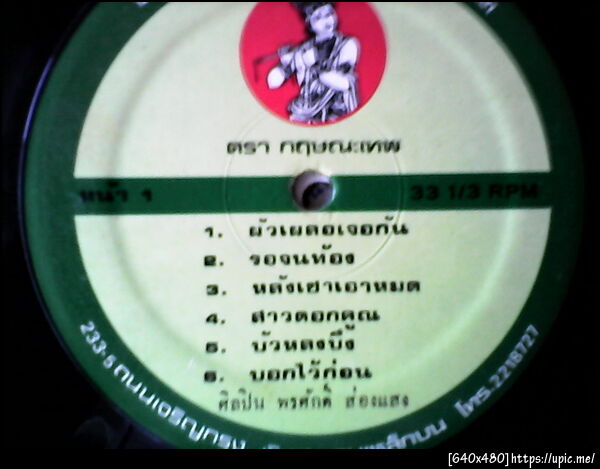 ตรา กฤษณะเทพ
หน้า 1
33 1/3 RPM
1. ผัวเผลอเจอกัน
2. รอจนท้อง
3. หลังเฮาเอาหมด
4. สาวดอกคูณ
5. บัวหลงบึง
6. บอกไว้ก่อน
ศิลปิน พรศักดิ์ ส่องแสง
233-5 ถนนเจริญกรุง
โทร.2218727
[640x480]https://upic.me/